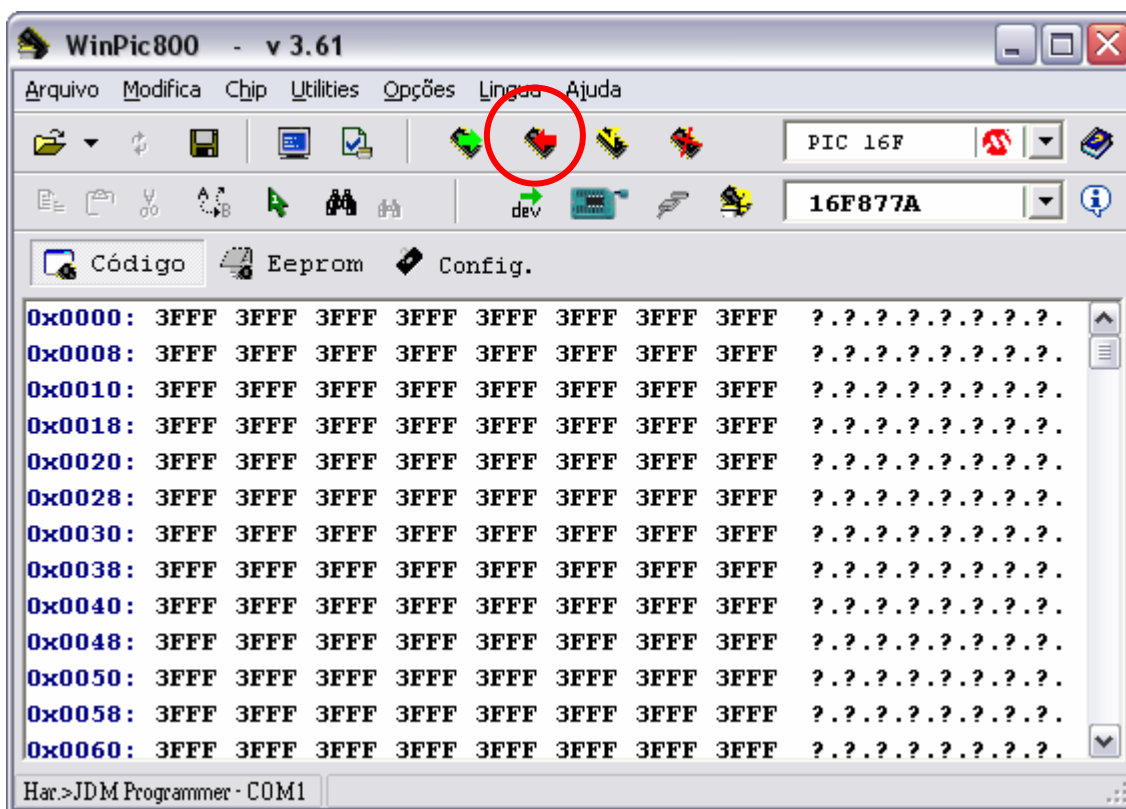 WinPic800 - v 3.61
Arquivo Modifica Chip Utilities Opções Lingua Ajuda
PIC 16F
dev 16F877A
Código Eeprom Config.
0x0000: 3FFF 3FFF 3FFF 3FFF 3FFF 3FFF 3FFF 3FFF ?.?.?.?.?.?.?.?.
0x0008: 3FFF 3FFF 3FFF 3FFF 3FFF 3FFF 3FFF 3FFF ?.?.?.?.?.?.?.?.
0x0010: 3FFF 3FFF 3FFF 3FFF 3FFF 3FFF 3FFF 3FFF ?.?.?.?.?.?.?.?.
0x0018: 3FFF 3FFF 3FFF 3FFF 3FFF 3FFF 3FFF 3FFF ?.?.?.?.?.?.?.?.
0x0020: 3FFF 3FFF 3FFF 3FFF 3FFF 3FFF 3FFF 3FFF ?.?.?.?.?.?.?.?.
0x0028: 3FFF 3FFF 3FFF 3FFF 3FFF 3FFF 3FFF 3FFF ?.?.?.?.?.?.?.?.
0x0030: 3FFF 3FFF 3FFF 3FFF 3FFF 3FFF 3FFF 3FFF ?.?.?.?.?.?.?.?.
0x0038: 3FFF 3FFF 3FFF 3FFF 3FFF 3FFF 3FFF 3FFF ?.?.?.?.?.?.?.?.
0x0040: 3FFF 3FFF 3FFF 3FFF 3FFF 3FFF 3FFF 3FFF ?.?.?.?.?.?.?.?.
0x0048: 3FFF 3FFF 3FFF 3FFF 3FFF 3FFF 3FFF 3FFF ?.?.?.?.?.?.?.?.
0x0050: 3FFF 3FFF 3FFF 3FFF 3FFF 3FFF 3FFF 3FFF ?.?.?.?.?.?.?.?.
0x0058: 3FFF 3FFF 3FFF 3FFF 3FFF 3FFF 3FFF 3FFF ?.?.?.?.?.?.?.?.
0x0060: 3FFF 3FFF 3FFF 3FFF 3FFF 3FFF 3FFF 3FFF ?.?.?.?.?.?.?.?.
Har.>JDM Programmer - COM1